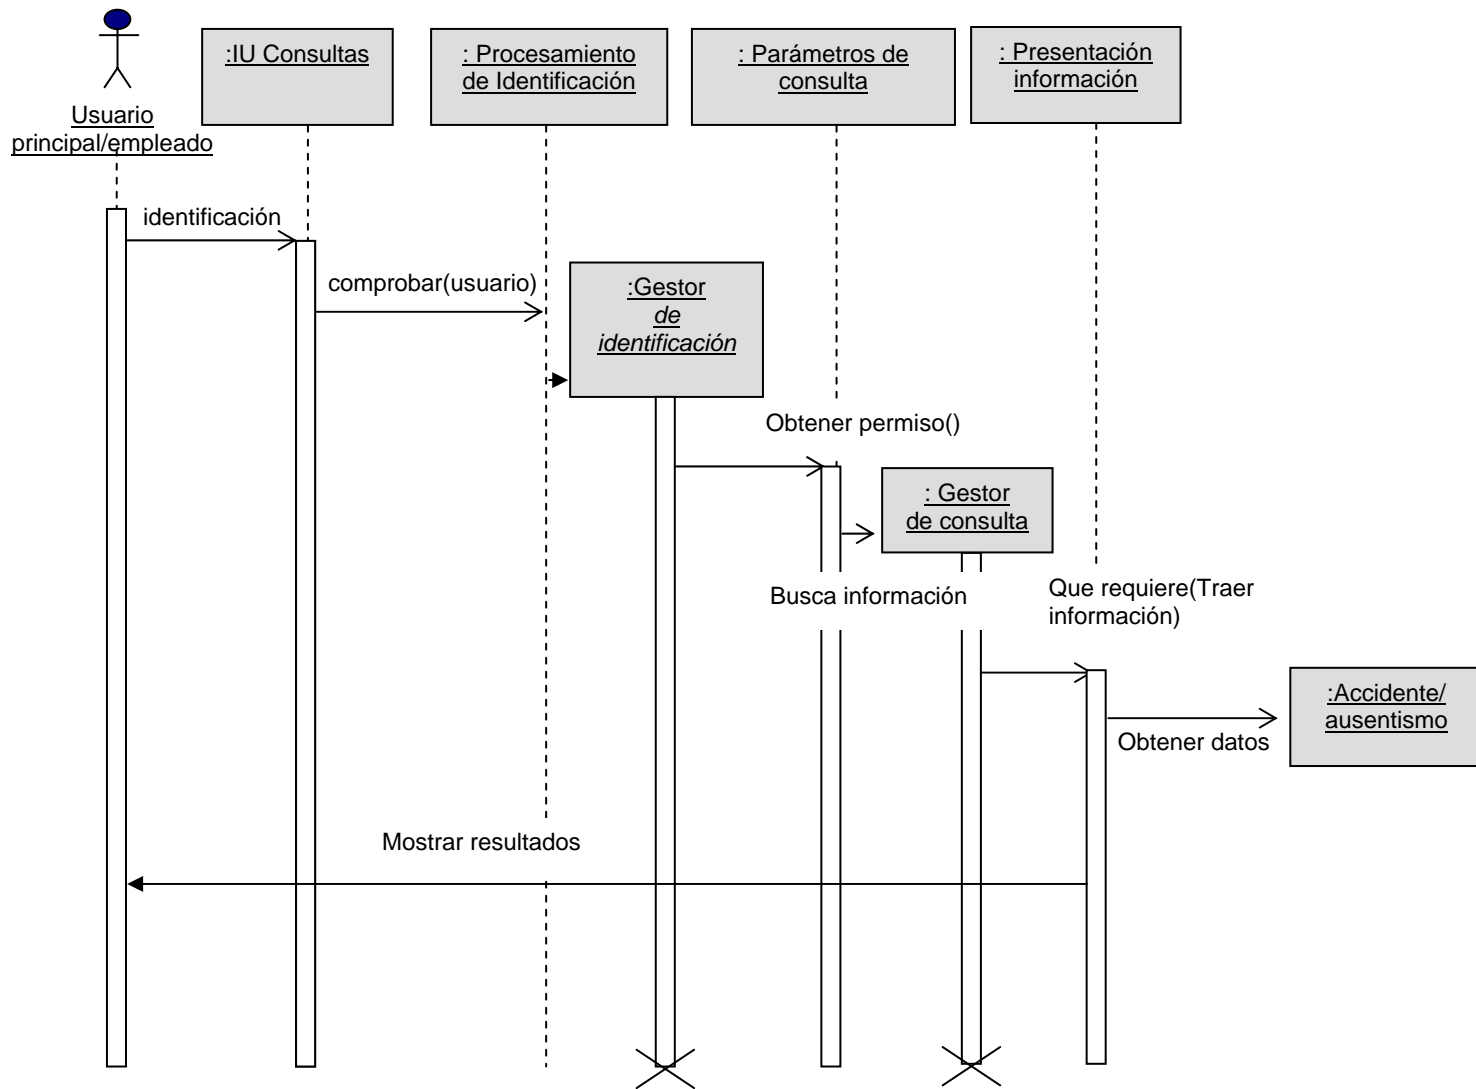 Usuario
principal/empleado
:IU Consultas
: Procesamiento
de Identificación
: Parámetros de
consulta
: Presentación
información
identificación
comprobar(usuario)
:Gestor
de
identificación
Obtener permiso()
: Gestor
de consulta
Busca información
Que requiere(Traer
información)
:Accidente/
ausentismo
Obtener datos
Mostrar resultados